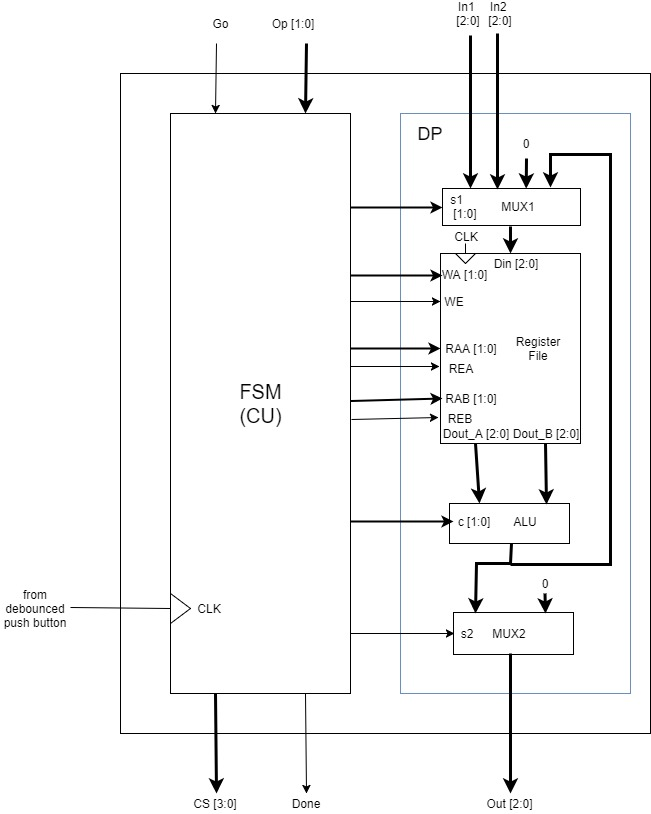 Go
Op [1:0]
In1
[2:0]
In2
[2:0]
DP
0
s1
[1:0]
MUX1
CLK
Din [2:0]
WA [1:0]
WE
RAA [1:0]
REA
Register
File
RAB [1:0]
REB
Dout_A [2:0]
Dout_B [2:0]
FSM
(CU)
c [1:0]
ALU
0
from
debounced
push button
CLK
s2
MUX2
CS [3:0]
Done
Out [2:0]